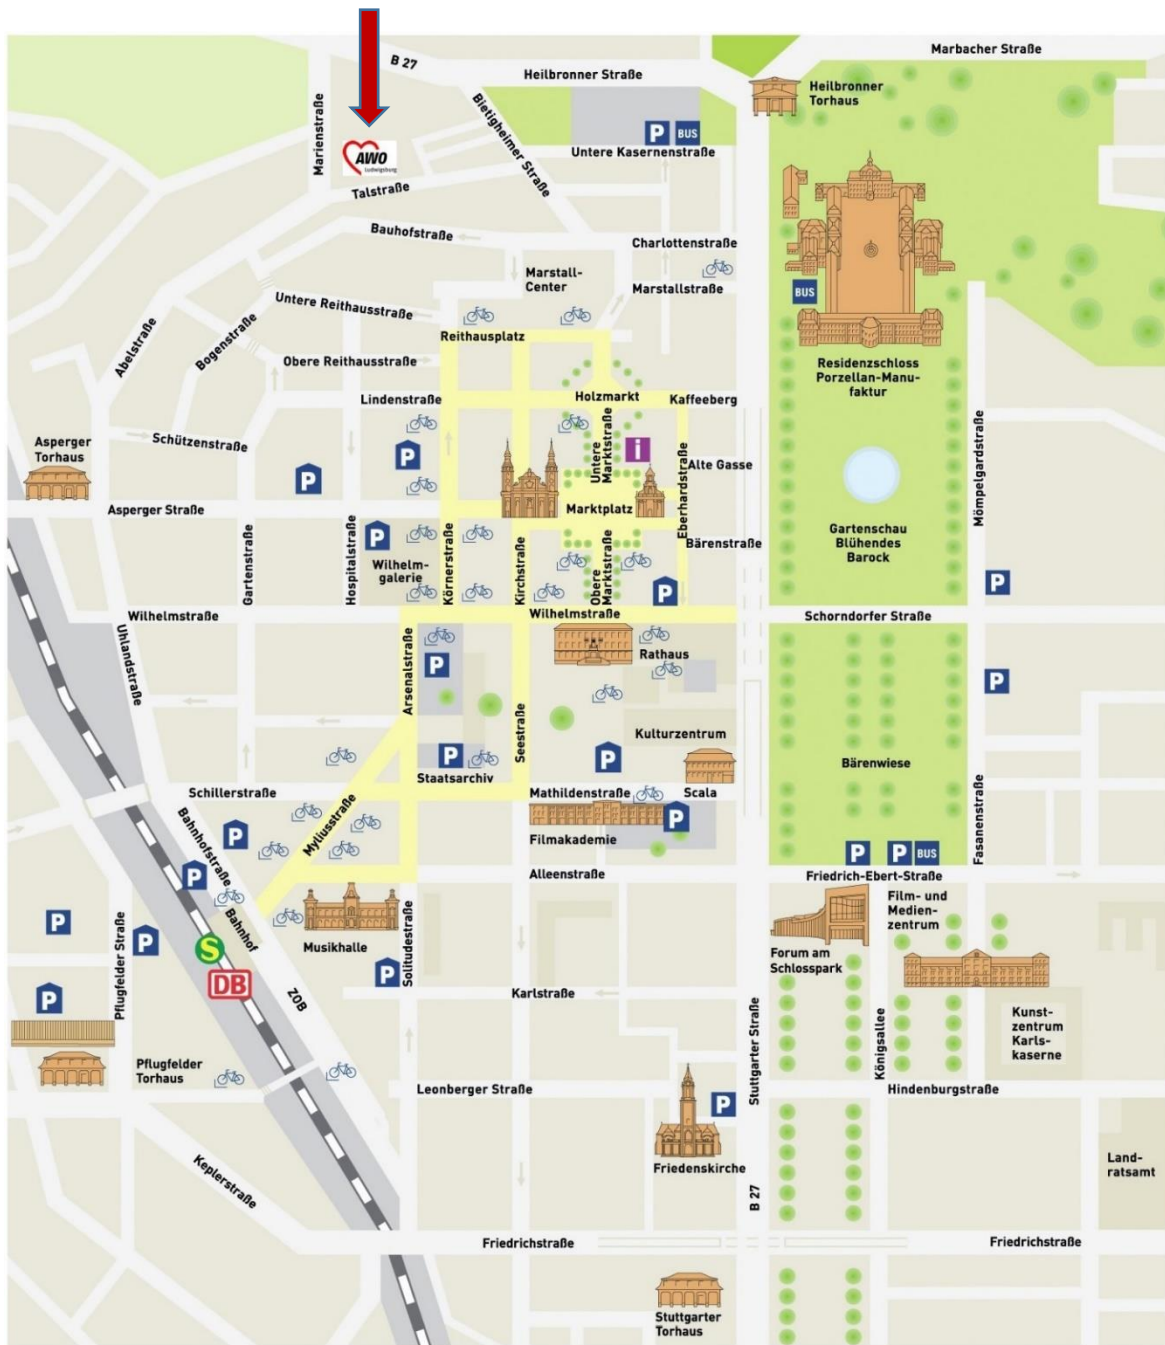 B 27
Heilbronner Straße
Marbacher Straße
Heilbronner
Torhaus
Marienstraße
AWO
Ludwigsburg
Bietigheimer Straße
P
BUS
Untere Kasernenstraße
Talstraße
Bauhofstraße
Charlottenstraße
Marstall-
Center
Marstallstraße
BUS
Untere Reithausstraße
Reithausplatz
Abelstraße
Bogenstraße
Obere Reithausstraße
Residenzschloss
Porzellan-Manu-
faktur
Lindenstraße
Holzmarkt
Kaffeeberg
Schützenstraße
Asperger
Torhaus
P
P
Untere
Marktstraße
i
Eberhardstraße
Alte Gasse
Mömpelgardstraße
Asperger Straße
Marktplatz
Gartenschau
Blühendes
Barock
Gartenstraße
Hospitalstraße
P
Wilhelm-
galerie
Körnerstraße
Kirchstraße
Obere
Marktstraße
Bärenstraße
P
P
Wilhelmstraße
Wilhelmstraße
Schorndorfer Straße
Uhlandstraße
Arsenalstraße
P
Rathaus
P
Seestraße
Kulturzentrum
P
Staatsarchiv
P
Bärenwiese
Schillerstraße
Mathildenstraße
Scala
Bahnhofstraße
P
Myliusstraße
Filmakademie
P
Fasanenstraße
P
P
P
BUS
Alleenstraße
Friedrich-Ebert-Straße
P
Pflugfelder Straße
P
Bahnhof
S
DB
Musikhalle
Solitudestraße
P
Film- und
Medien-
zentrum
Forum am
Schlosspark
P
ZOB
Karlstraße
Stuttgarter Straße
Königsallee
Kunst-
zentrum
Karls-
kaserne
Pflugfelder
Torhaus
Leonberger Straße
P
Hindenburgstraße
Friedenskirche
Land-
ratsamt
Keplerstraße
B 27
Friedrichstraße
Friedrichstraße
Stuttgarter
Torhaus